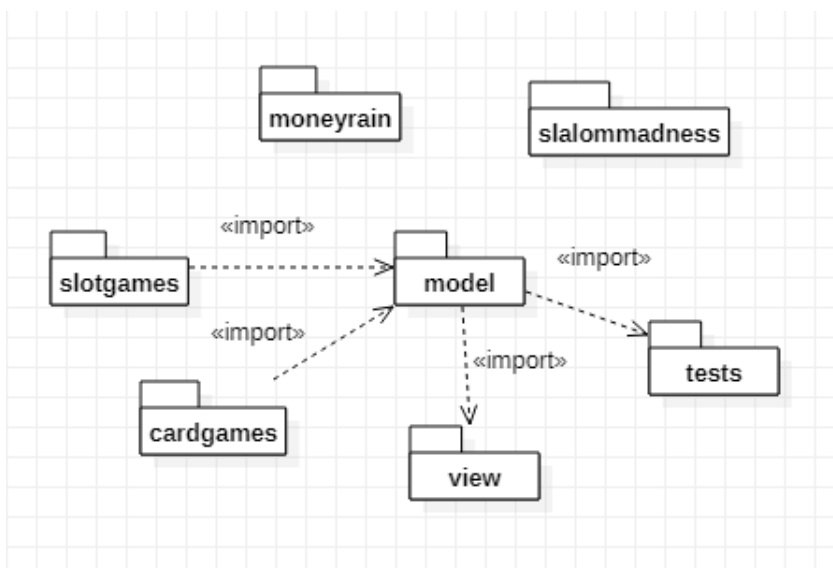 moneyrain
slalommadness
«import»
slotgames
model
«import»
«import»
cardgames
«import»
tests
view